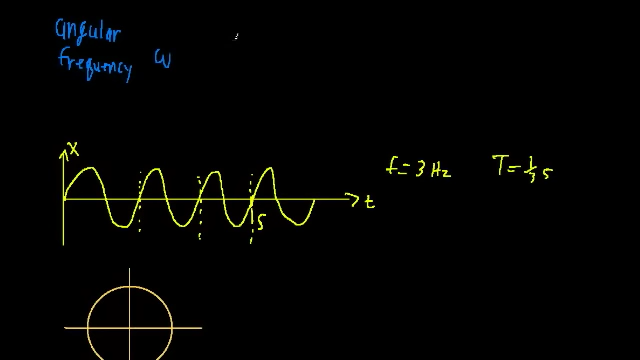 angular
frequency ω
x
f=3 Hz T=1/3 s
t
s